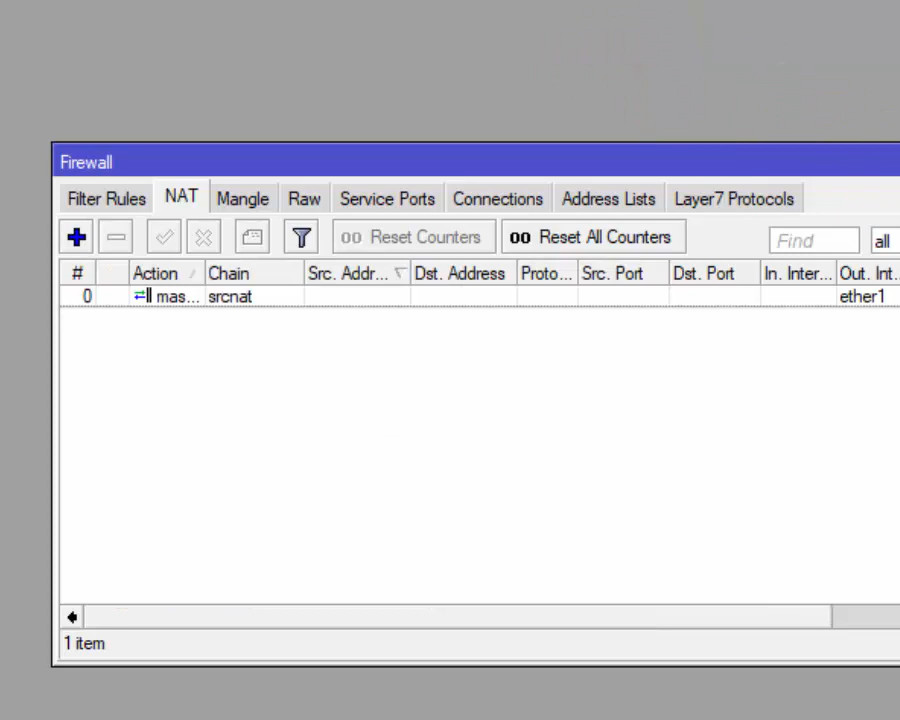 Firewall
Filter Rules NAT Mangle Raw Service Ports Connections Address Lists Layer7 Protocols
00 Reset Counters 00 Reset All Counters Find all
# Action Chain Src. Addr... Dst. Address Proto... Src. Port Dst. Port In. Inter... Out. Int...
0 mas... srcnat ether1
1 item